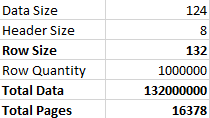 Data Size 124
Header Size 8
Row Size 132
Row Quantity 1000000
Total Data 132000000
Total Pages 16378